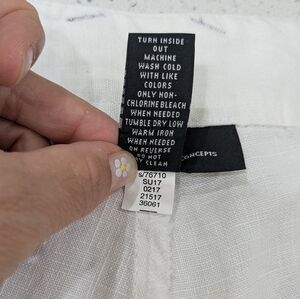 TURN INSIDE
OUT
MACHINE
WASH COLD
WITH LIKE
COLORS
ONLY NON-
CHLORINE BLEACH
WHEN NEEDED
TUMBLE DRY LOW
WARM IRON
WHEN NEEDED
ON REVERSE
DO NOT
DRY CLEAN
CONCEPTS
s/76710
SU17
0217
21517
36061